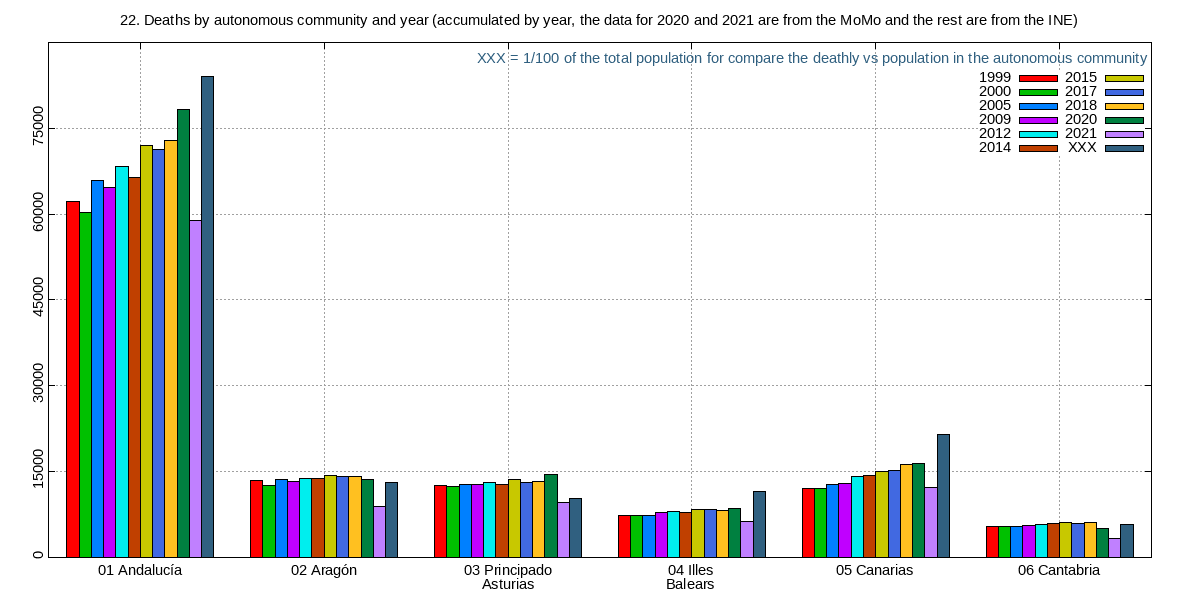 22. Deaths by autonomous community and year (accumulated by year, the data for 2020 and 2021 are from the MoMo and the rest are from the INE)
XXX = 1/100 of the total population for compare the deathly vs population in the autonomous community
1999 2015
2000 2017
2005 2018
2009 2020
2012 2021
2014 XXX
75000
60000
45000
30000
15000
0
01 Andalucía 02 Aragón 03 Principado 04 Illes 05 Canarias 06 Cantabria
Asturias Balears